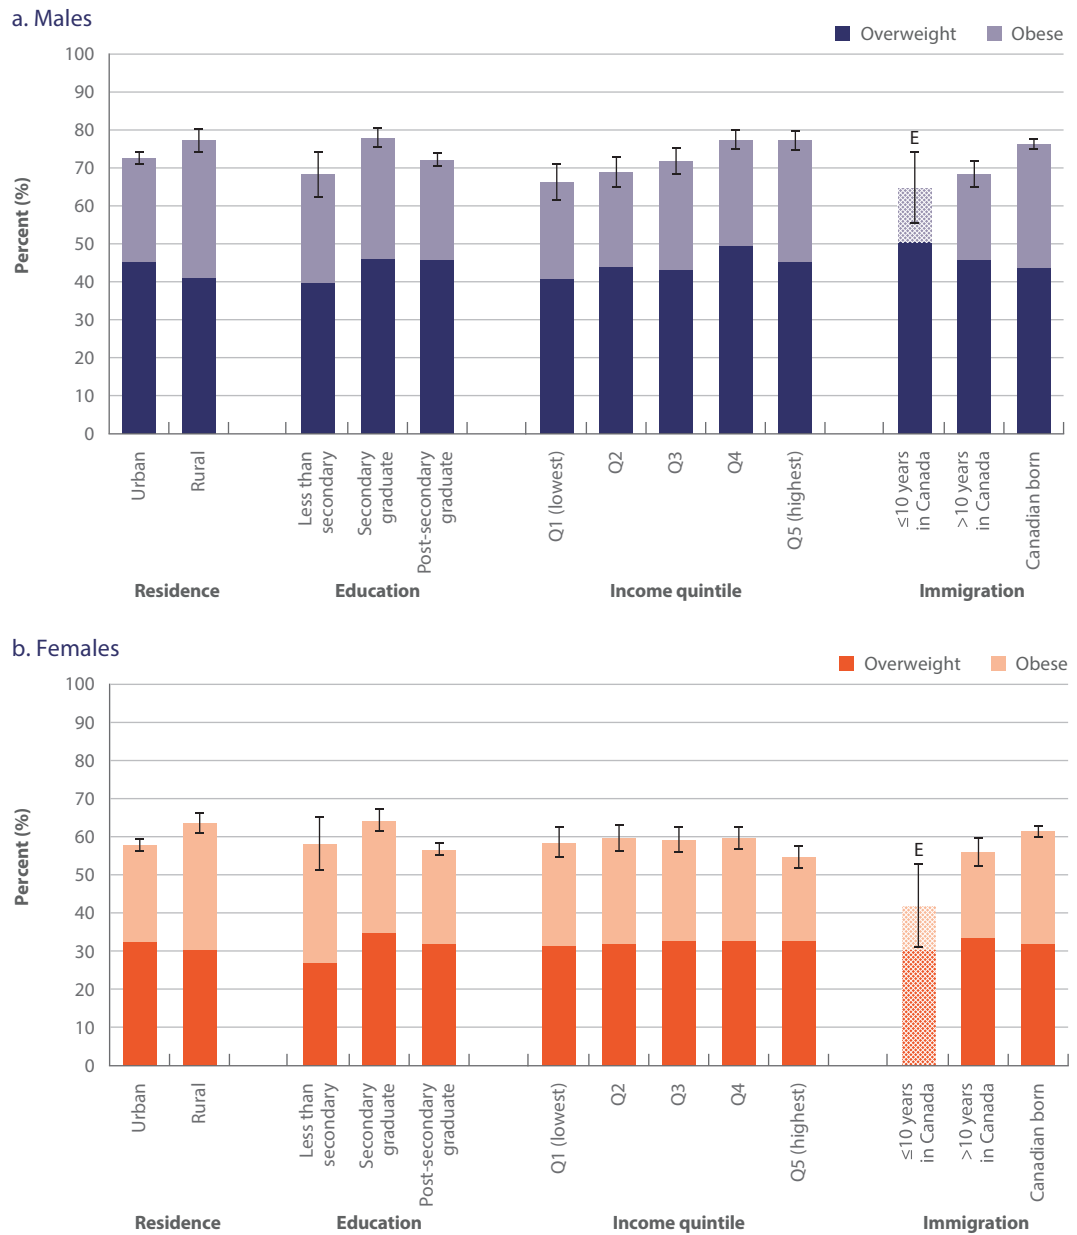 a. Males
Overweight
Obese
Percent (%)
100
90
80
70
60
50
40
30
20
10
0
E
Urban
Rural
Less than
secondary
Secondary
graduate
Post-secondary
graduate
Q1 (lowest)
Q2
Q3
Q4
Q5 (highest)
≤10 years
in Canada
>10 years
in Canada
Canadian born
Residence
Education
Income quintile
Immigration
b. Females
Overweight
Obese
Percent (%)
100
90
80
70
60
50
40
30
20
10
0
E
Urban
Rural
Less than
secondary
Secondary
graduate
Post-secondary
graduate
Q1 (lowest)
Q2
Q3
Q4
Q5 (highest)
≤10 years
in Canada
>10 years
in Canada
Canadian born
Residence
Education
Income quintile
Immigration